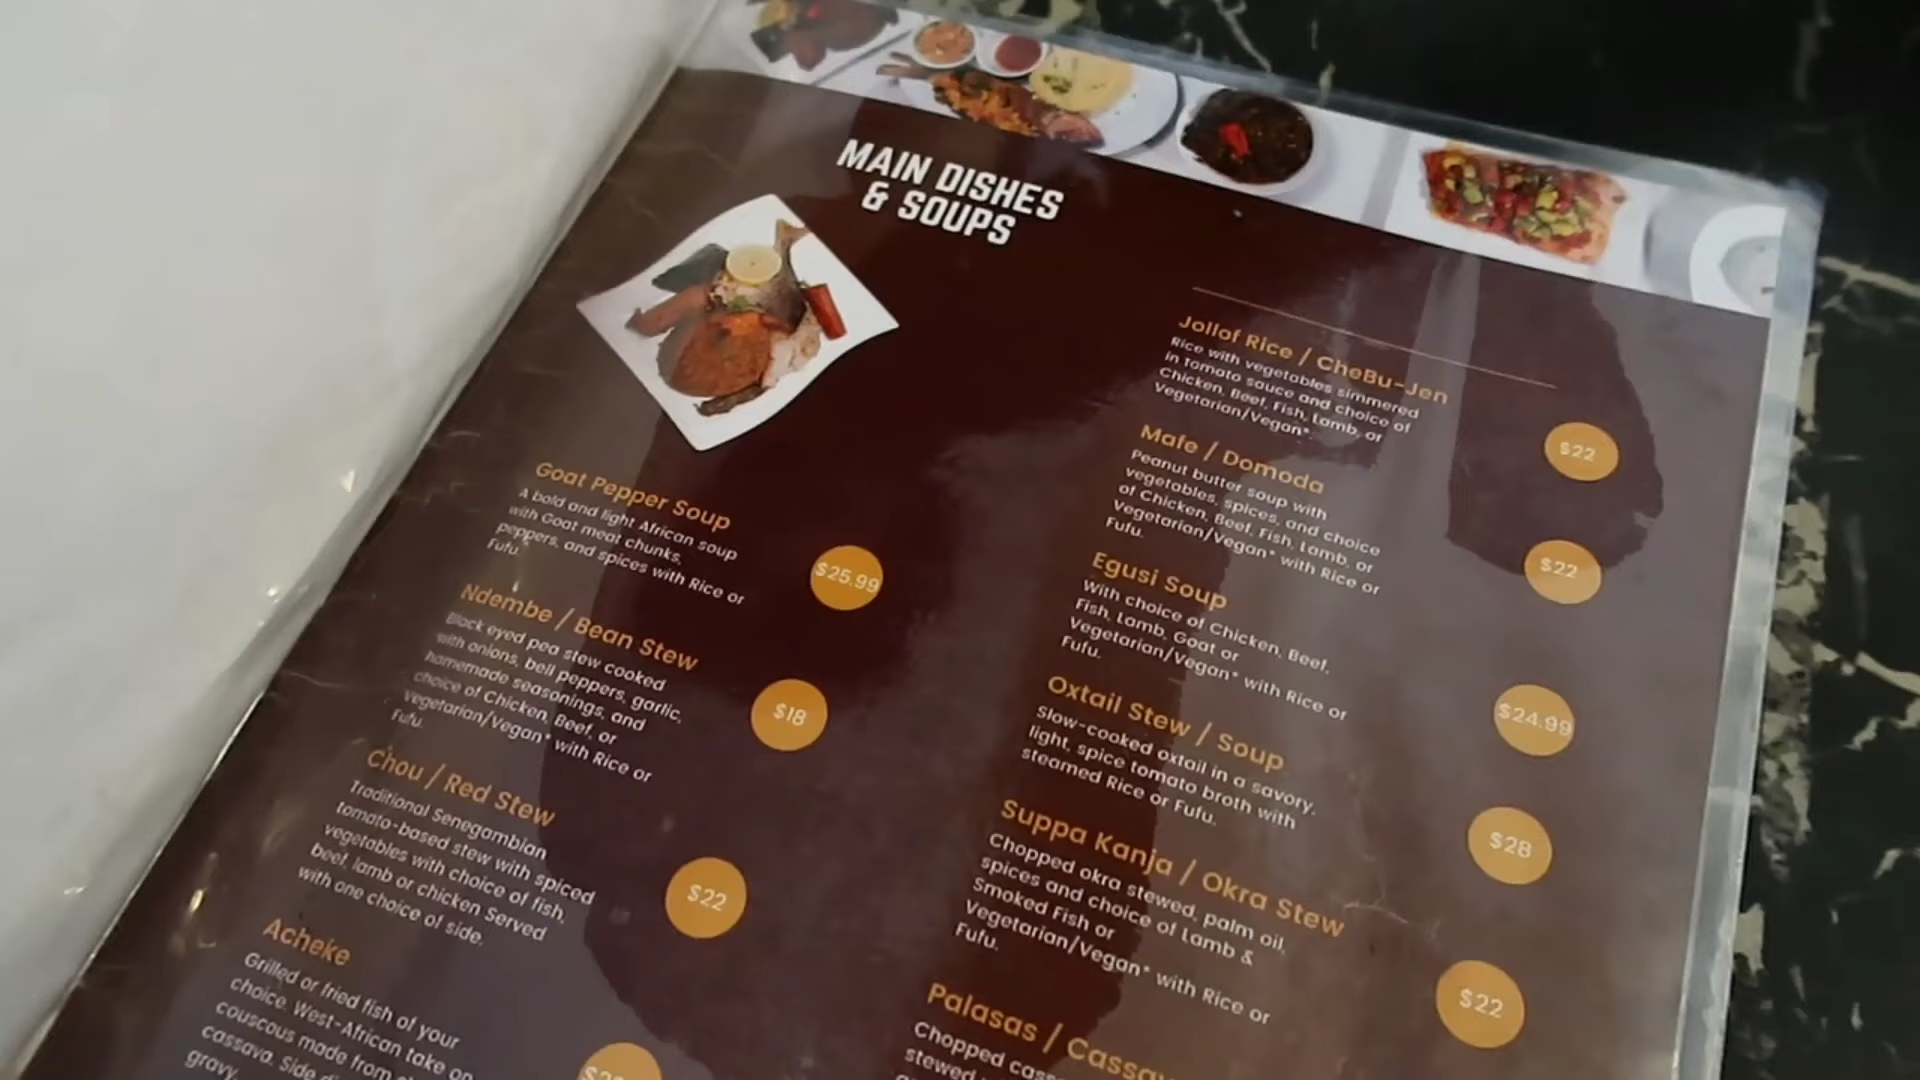 MAIN DISHES
& SOUPS
Goat Pepper Soup
A bold and light African soup
with Goat meat chunks,
peppers, and spices with Rice or
Fufu.
$25.99
Ndembe / Bean Stew
Black eyed pea stew cooked
with onions, bell peppers, garlic,
homemade seasonings, and
choice of Chicken, Beef, or
Vegetarian/Vegan* with Rice or
Fufu.
$18
Chou / Red Stew
Traditional Senegambian
tomato-based stew with spiced
vegetables with choice of fish,
beef, lamb or chicken Served
with one choice of side.
$22
Acheke
Grilled or fried fish of your
choice. West-African take on
couscous made from
cassava. Side
gravy.
Jollof Rice / CheBu-Jen
Rice with vegetables simmered
in tomato sauce and choice of
Chicken, Beef, Fish, Lamb, or
Vegetarian/Vegan*
$22
Mafe / Domoda
Peanut butter soup with
vegetables, spices, and choice
of Chicken, Beef, Fish, Lamb, or
Vegetarian/Vegan* with Rice or
Fufu.
$22
Egusi Soup
With choice of Chicken, Beef,
Fish, Lamb, Goat or
Vegetarian/Vegan* with Rice or
Fufu.
$24.99
Oxtail Stew / Soup
Slow-cooked oxtail in a savory,
light, spice tomato broth with
steamed Rice or Fufu.
$28
Suppa Kanja / Okra Stew
Chopped okra stewed, palm oil,
spices and choice of Lamb &
Smoked Fish or
Vegetarian/Vegan* with Rice or
Fufu.
$22
Palasas /
Chopped
stewed